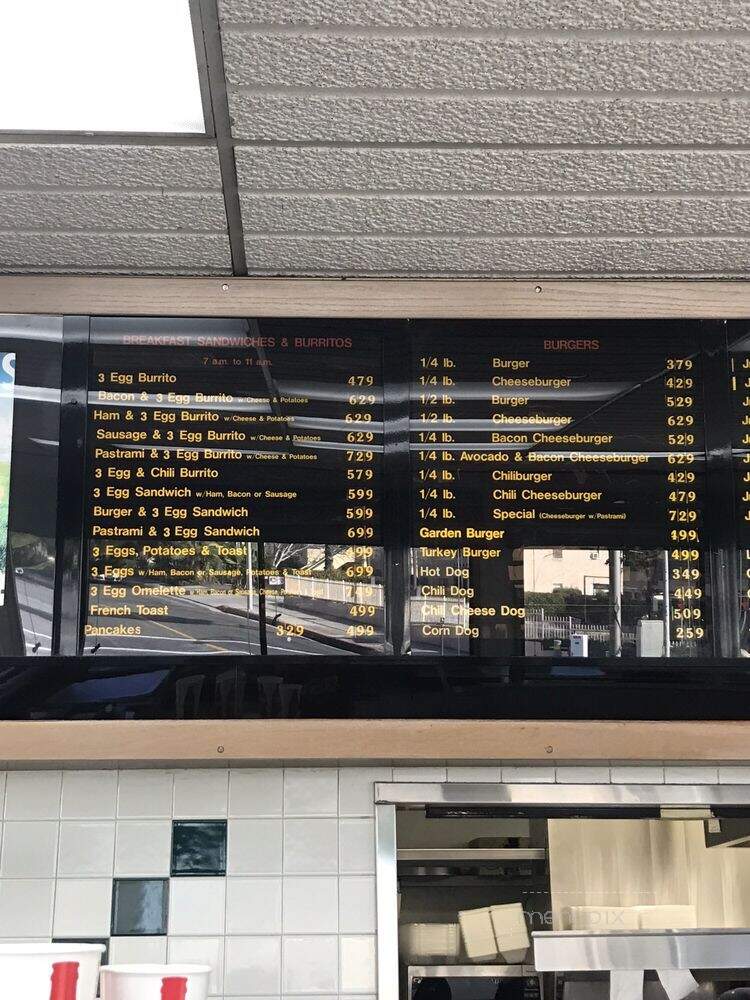 BREAKFAST SANDWICHES & BURRITOS
7 a.m. to 11 a.m.
3 Egg Burrito 479
Bacon & 3 Egg Burrito w/Cheese & Potatoes 629
Ham & 3 Egg Burrito w/Cheese & Potatoes 629
Sausage & 3 Egg Burrito w/Cheese & Potatoes 629
Pastrami & 3 Egg Burrito w/Cheese & Potatoes 729
3 Egg & Chili Burrito 579
3 Egg Sandwich w/Ham, Bacon or Sausage 599
Burger & 3 Egg Sandwich 599
Pastrami & 3 Egg Sandwich 699
3 Eggs, Potatoes & Toast 499
3 Eggs w/Ham, Bacon or Sausage, Potatoes & Toast 699
3 Egg Omelette w/Ham, Bacon or Sausage, Cheese, 749
French Toast 499
Pancakes 329 499
BURGERS
1/4 lb. Burger 379
1/4 lb. Cheeseburger 429
1/2 lb. Burger 529
1/2 lb. Cheeseburger 629
1/4 lb. Bacon Cheeseburger 529
1/4 lb. Avocado & Bacon Cheeseburger 629
1/4 lb. Chiliburger 429
1/4 lb. Chili Cheeseburger 479
1/4 lb. Special (Cheeseburger w/Pastrami) 729
Garden Burger 499
Turkey Burger 499
Hot Dog 349
Chili Dog 449
Chili Cheese Dog 509
Corn Dog 259
menupix